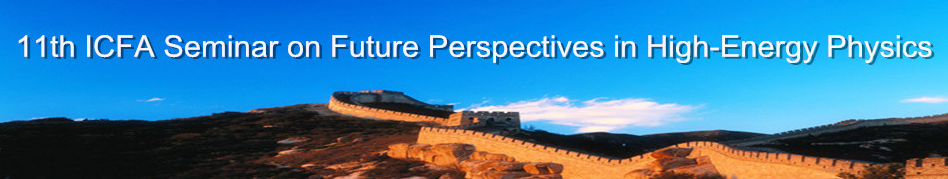 11th ICFA Seminar on Future Perspectives in High-Energy Physics